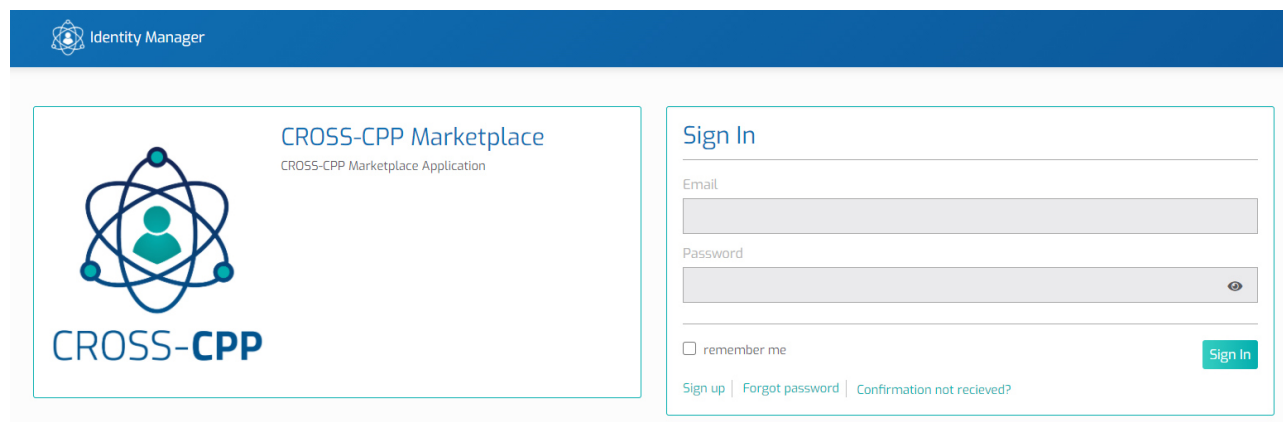 Identity Manager
CROSS-CPP Marketplace
CROSS-CPP Marketplace Application
CROSS-CPP
Sign In
Email
Password
remember me
Sign In
Sign up | Forgot password | Confirmation not recieved?